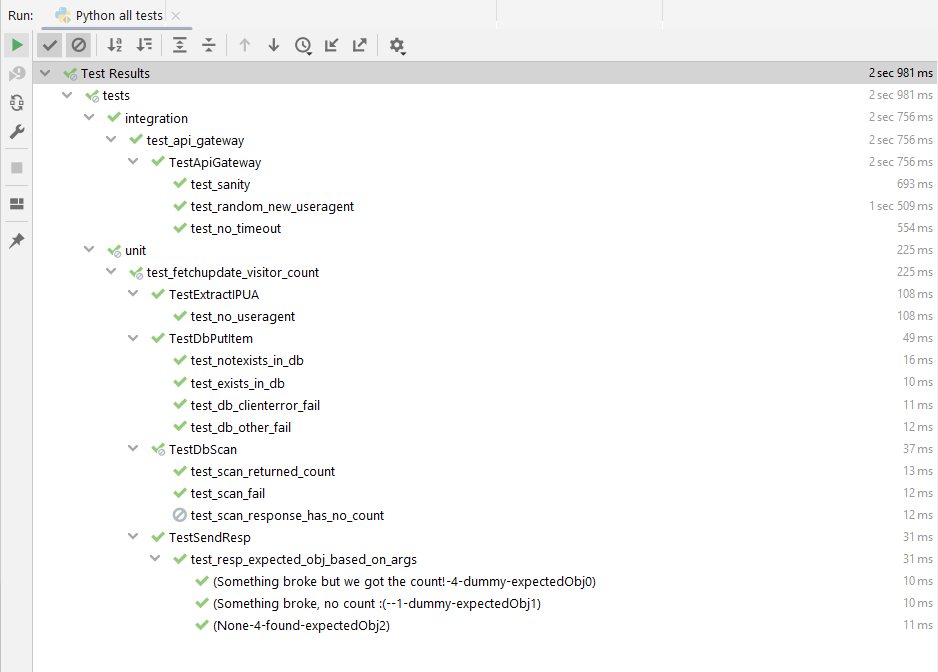 Run: Python all tests
Test Results 2 sec 981 ms
tests 2 sec 981 ms
integration 2 sec 756 ms
test_api_gateway 2 sec 756 ms
TestApiGateway 2 sec 756 ms
test_sanity 693 ms
test_random_new_useragent 1 sec 509 ms
test_no_timeout 554 ms
unit 225 ms
test_fetchupdate_visitor_count 225 ms
TestExtractIPUA 108 ms
test_no_useragent 108 ms
TestDbPutItem 49 ms
test_notexists_in_db 16 ms
test_exists_in_db 10 ms
test_db_clienterror_fail 11 ms
test_db_other_fail 12 ms
TestDbScan 37 ms
test_scan_returned_count 13 ms
test_scan_fail 12 ms
test_scan_response_has_no_count 12 ms
TestSendResp 31 ms
test_resp_expected_obj_based_on_args 31 ms
(Something broke but we got the count!-4-dummy-expectedObj0) 10 ms
(Something broke, no count :(--1-dummy-expectedObj1) 10 ms
(None-4-found-expectedObj2) 11 ms